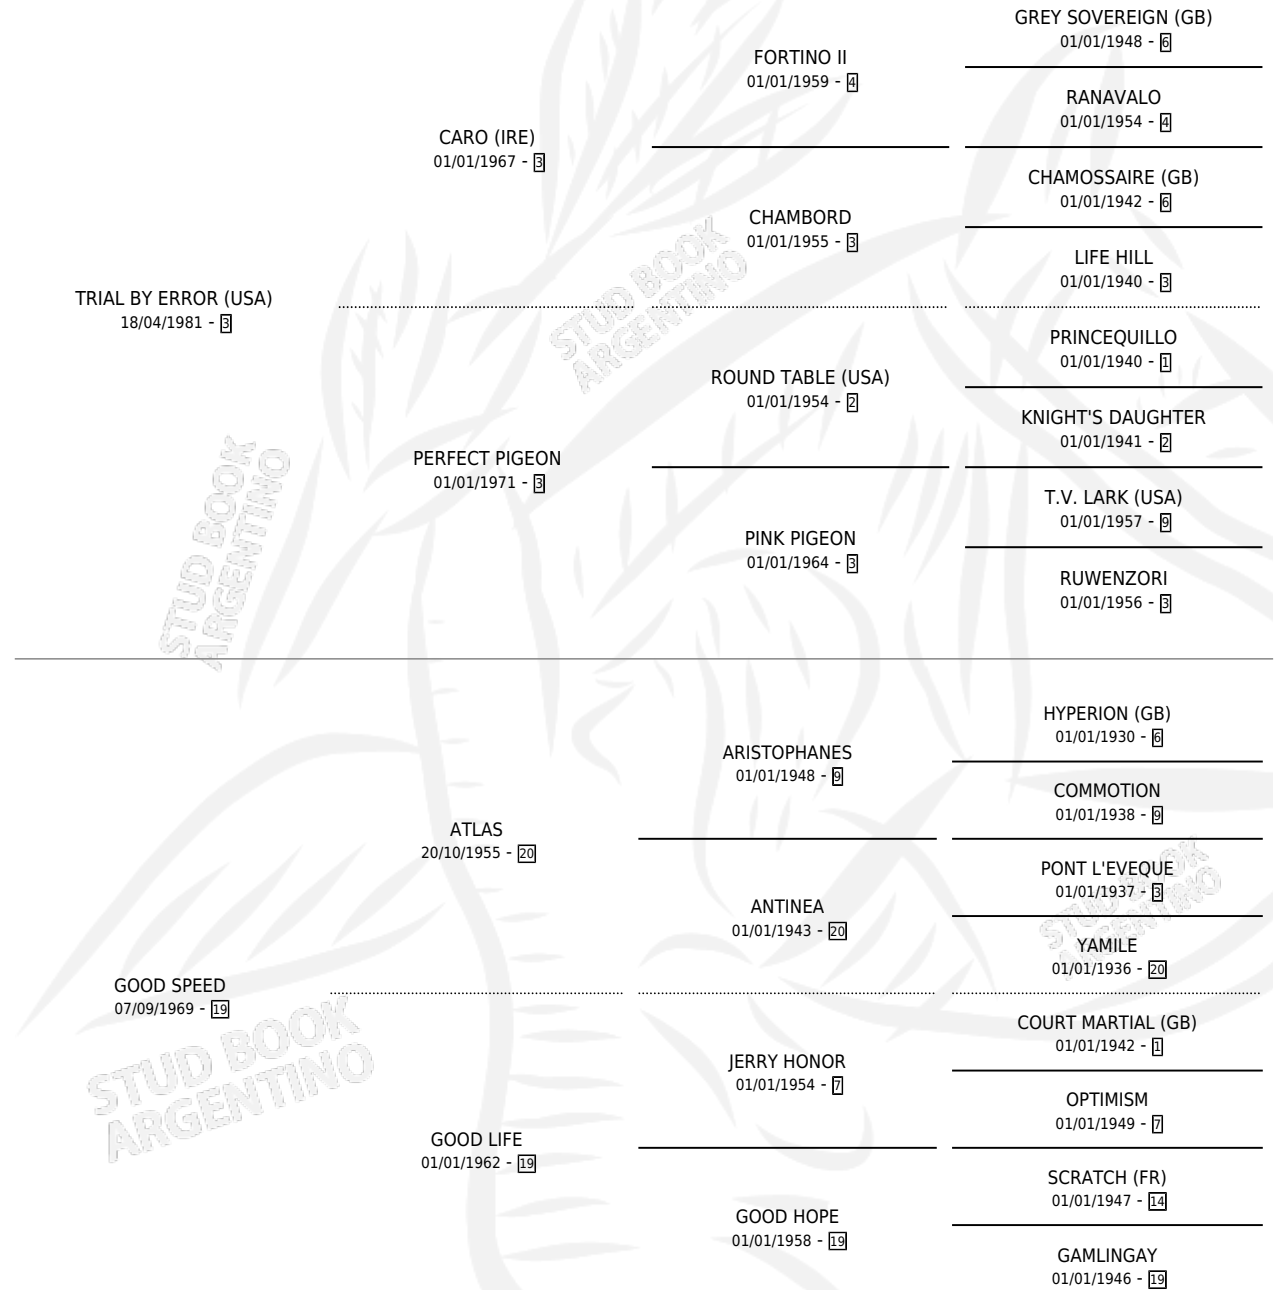 GREY SOVEREIGN (GB)
01/01/1948 - 6
FORTINO II
01/01/1959 - 4
RANAVALO
01/01/1954 - 4
CARO (IRE)
01/01/1967 - 3
CHAMOSSAIRE (GB)
01/01/1942 - 6
CHAMBORD
01/01/1955 - 3
LIFE HILL
01/01/1940 - 3
TRIAL BY ERROR (USA)
18/04/1981 - 3
STUD BOOK
ARGENTINO
PRINCEQUILLO
01/01/1940 - 1
ROUND TABLE (USA)
01/01/1954 - 2
KNIGHT'S DAUGHTER
01/01/1941 - 2
PERFECT PIGEON
01/01/1971 - 3
T.V. LARK (USA)
01/01/1957 - 9
PINK PIGEON
01/01/1964 - 3
RUWENZORI
01/01/1956 - 3
STUD BOOK
ARGENTINO
HYPERION (GB)
01/01/1930 - 6
ARISTOPHANES
01/01/1948 - 9
COMMOTION
01/01/1938 - 9
ATLAS
20/10/1955 - 20
PONT L'EVEQUE
01/01/1937 - 3
ANTINEA
01/01/1943 - 20
YAMILE
01/01/1936 - 20
STUD BOOK
ARGENTINO
GOOD SPEED
07/09/1969 - 19
COURT MARTIAL (GB)
01/01/1942 - 1
JERRY HONOR
01/01/1954 - 7
OPTIMISM
01/01/1949 - 7
STUD BOOK
ARGENTINO
GOOD LIFE
01/01/1962 - 19
SCRATCH (FR)
01/01/1947 - 14
GOOD HOPE
01/01/1958 - 19
GAMLINGAY
01/01/1946 - 19